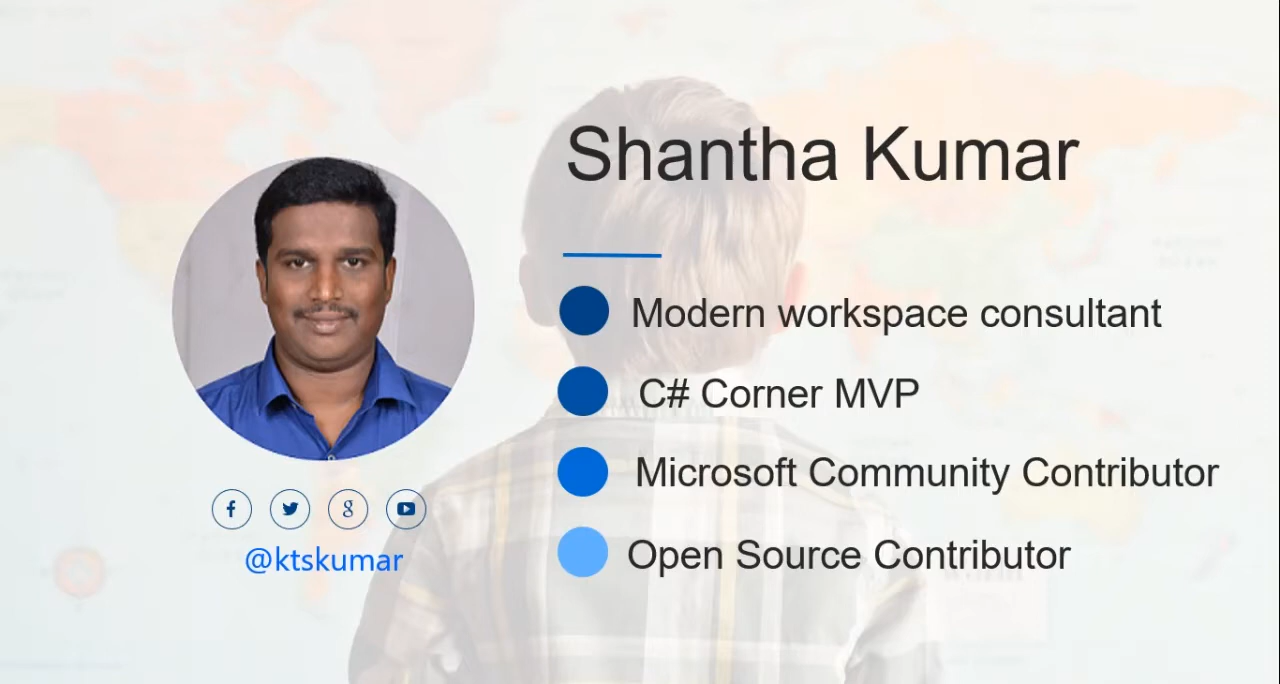 Shantha Kumar
Modern workspace consultant
C# Corner MVP
Microsoft Community Contributor
Open Source Contributor
@ktskumar